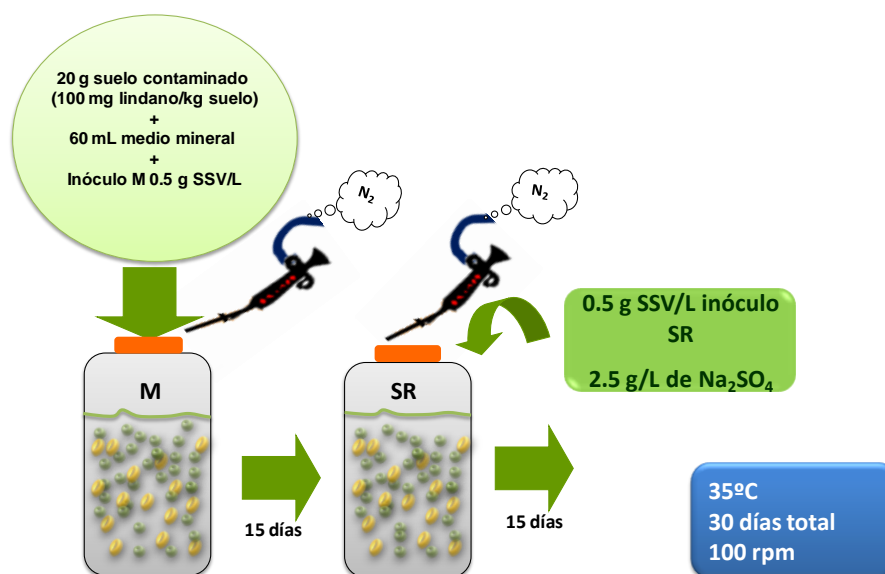 20 g suelo contaminado
(100 mg lindano/kg suelo)
+
60 mL medio mineral
+
Inóculo M 0.5 g SSV/L
N₂
N₂
0.5 g SSV/L inóculo
SR
2.5 g/L de Na₂SO₄
M
SR
15 días
15 días
35ºC
30 días total
100 rpm